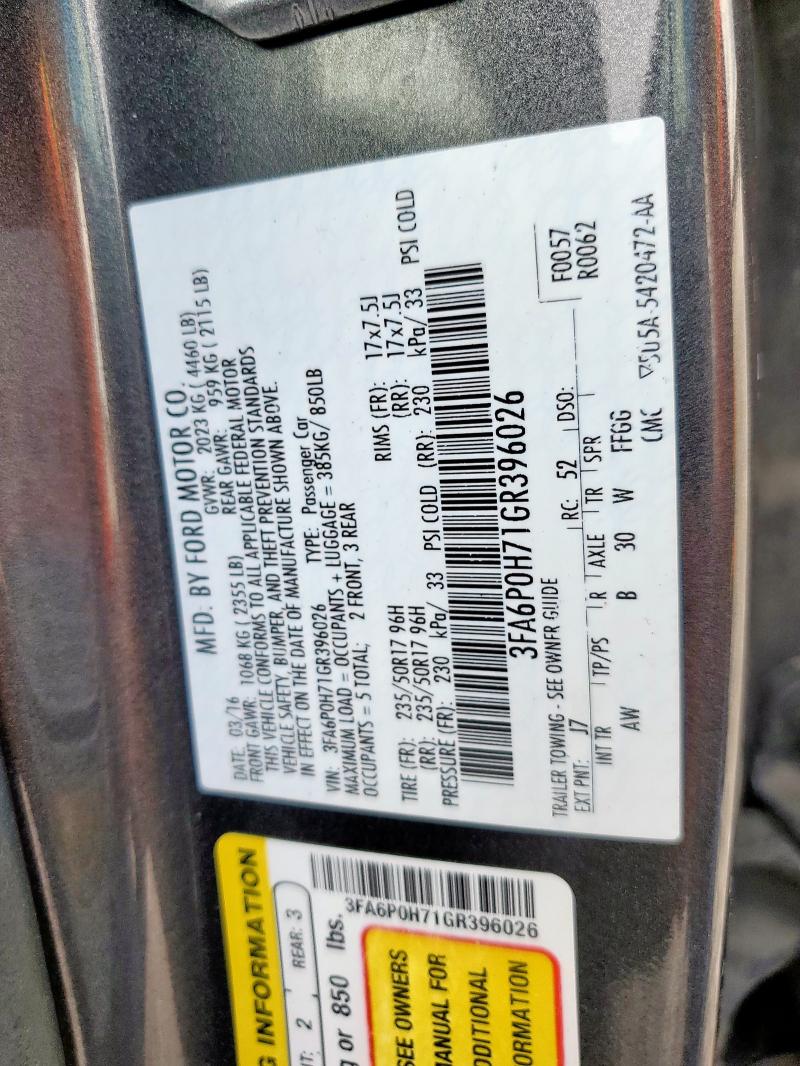 MFD. BY FORD MOTOR CO.
DATE: 03/16 GVWR: 2023 KG ( 4460 LB)
FRONT GAWR: 1068 KG ( 2355 LB) REAR GAWR: 959 KG ( 2115 LB)
THIS VEHICLE CONFORMS TO ALL APPLICABLE FEDERAL MOTOR
VEHICLE SAFETY, BUMPER, AND THEFT PREVENTION STANDARDS
IN EFFECT ON THE DATE OF MANUFACTURE SHOWN ABOVE.
VIN: 3FA6P0H71GR396026 TYPE: Passenger Car
MAXIMUM LOAD = OCCUPANTS + LUGGAGE = 385KG/ 850LB
OCCUPANTS = 5 TOTAL; 2 FRONT, 3 REAR
TIRE (FR): 235/50R17 96H RIMS (FR): 17x7.5J
(RR): 235/50R17 96H (RR): 17x7.5J
PRESSURE (FR): 230 kPa/ 33 PSI COLD (RR): 230 kPa/ 33 PSI COLD
3FA6P0H71GR396026
TRAILER TOWING - SEE OWNER GUIDE
F0057
EXT PNT: J7 RC: 52 DSO: R0062
INT TR TP/PS R AXLE TR SPR
AW B 30 W FFGG
CMC ▽5U5A-5420472-AA
G INFORMATION
NT: 2 REAR: 3
g or 850 lbs.
3FA6P0H71GR396026
SEE OWNERS
MANUAL FOR
ADDITIONAL
FORMATION